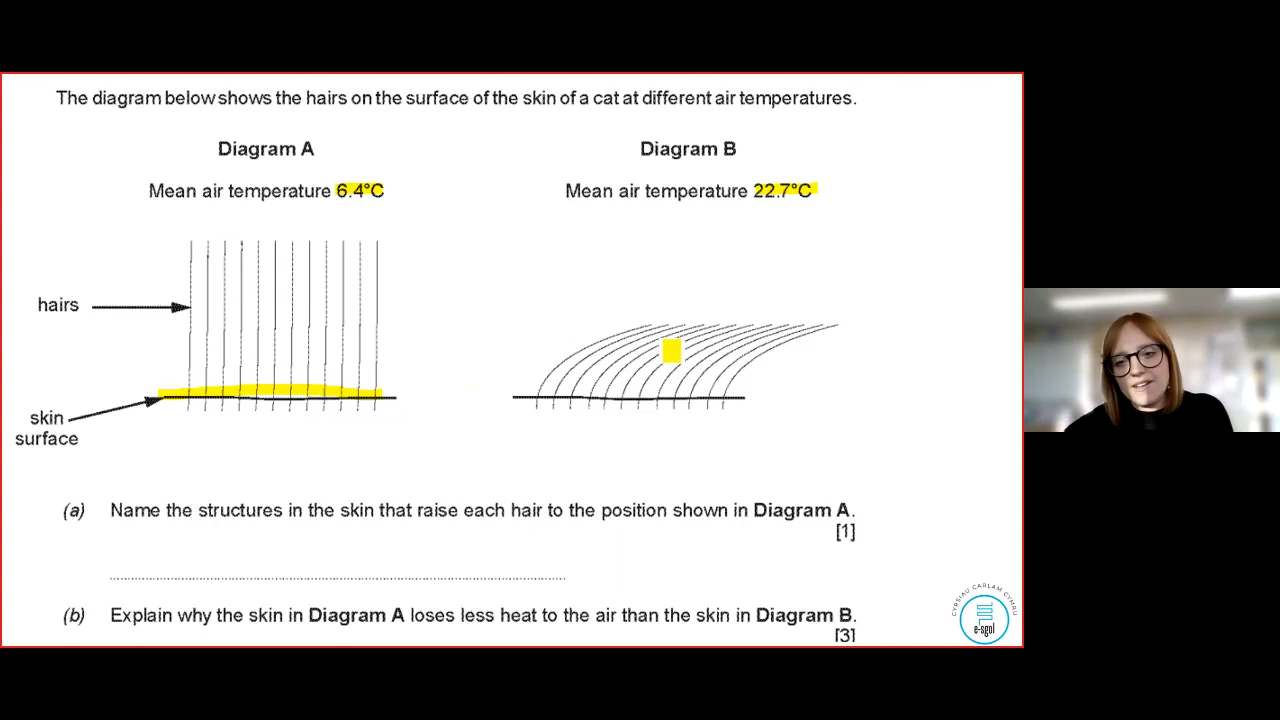 The diagram below shows the hairs on the surface of the skin of a cat at different air temperatures.
Diagram A
Diagram B
Mean air temperature 6.4°C
Mean air temperature 22.7°C
hairs
skin
surface
(a) Name the structures in the skin that raise each hair to the position shown in Diagram A.
[1]
(b) Explain why the skin in Diagram A loses less heat to the air than the skin in Diagram B.
[3]
CYRSIAU CARLAM CYMRU
e-sgol